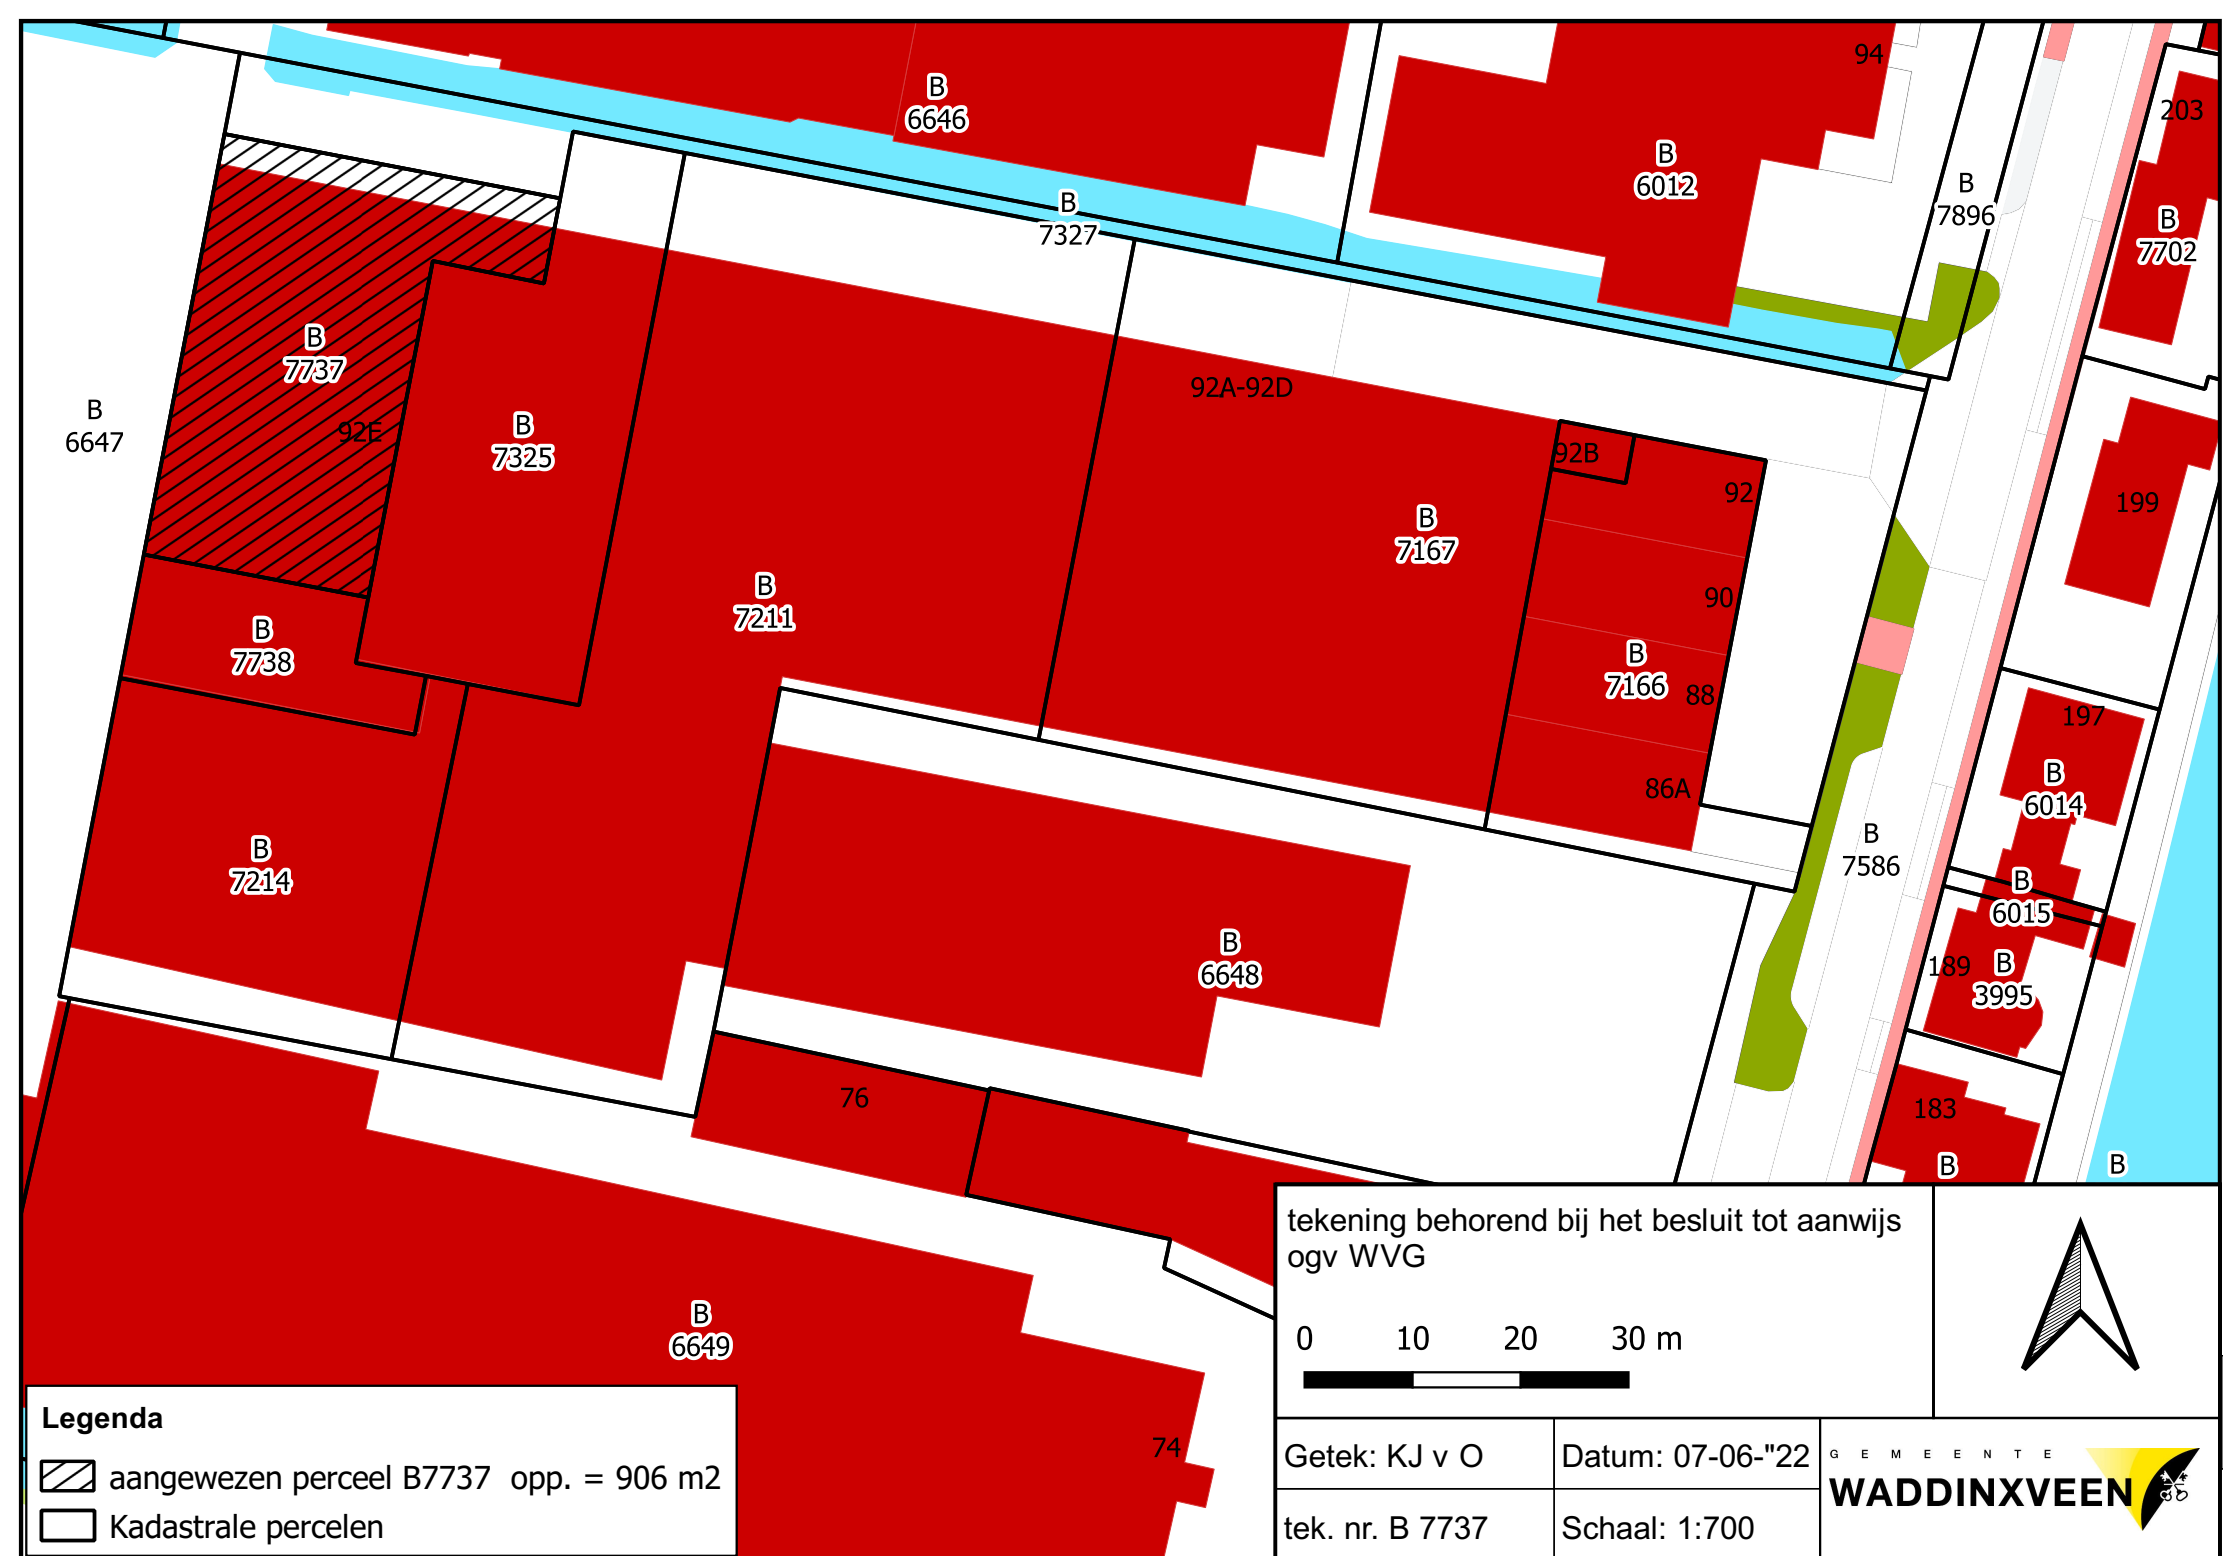 94
203
B
6646
B
6012
B
7896
B
7327
B
7702
B
7737
92A-92D
B
6647
92E
B
7325
92B
92
199
B
7167
B
7211
90
B
7738
B
7166
88
197
B
6014
86A
B
7214
B
7586
B
6015
B
6648
189
B
3995
76
183
B
B
B
6649
74
tekening behorend bij het besluit tot aanwijs
ogv WVG
0 10 20 30 m
Legenda
aangewezen perceel B7737 opp. = 906 m2
Kadastrale percelen
Getek: KJ v O
Datum: 07-06-"22
tek. nr. B 7737
Schaal: 1:700
GEMEENTE
WADDINXVEEN